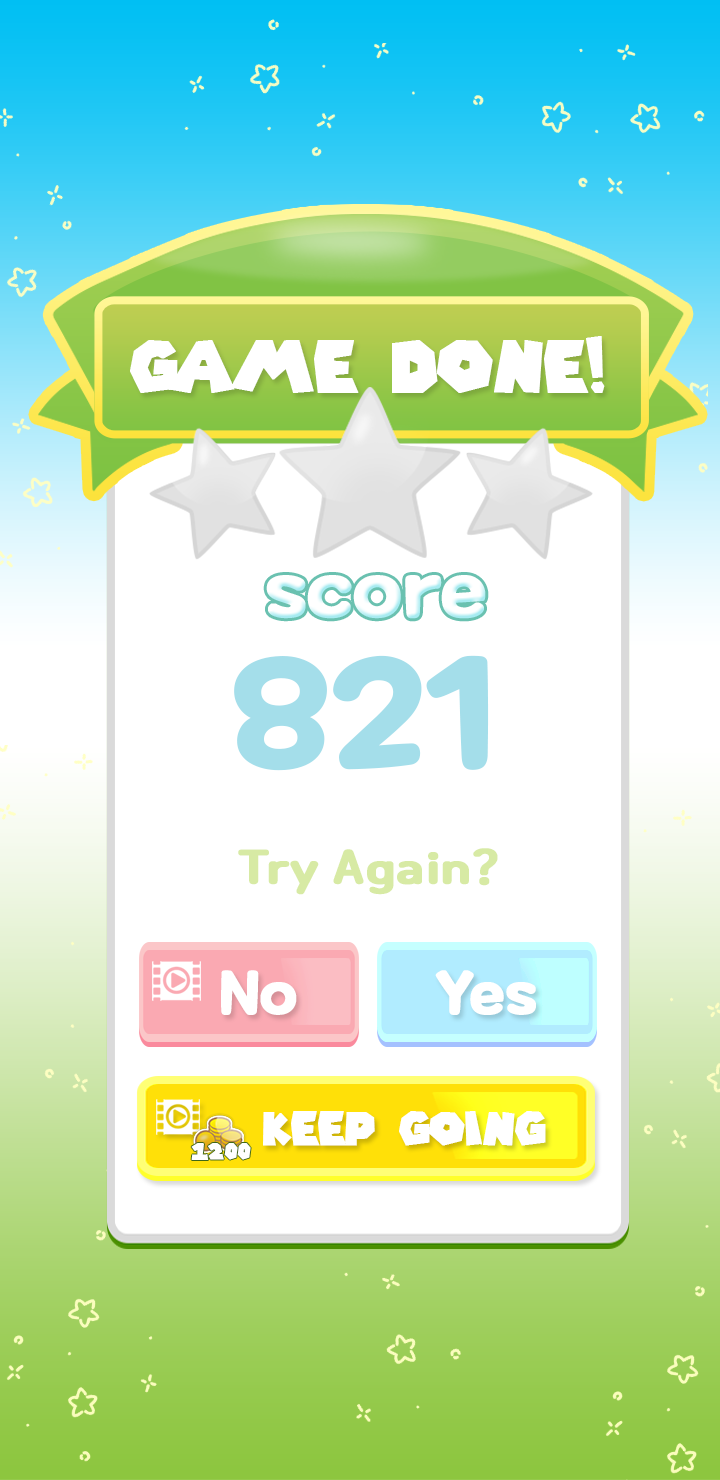 GAME DONE!
score
821
Try Again?
No
Yes
1200
KEEP GOING